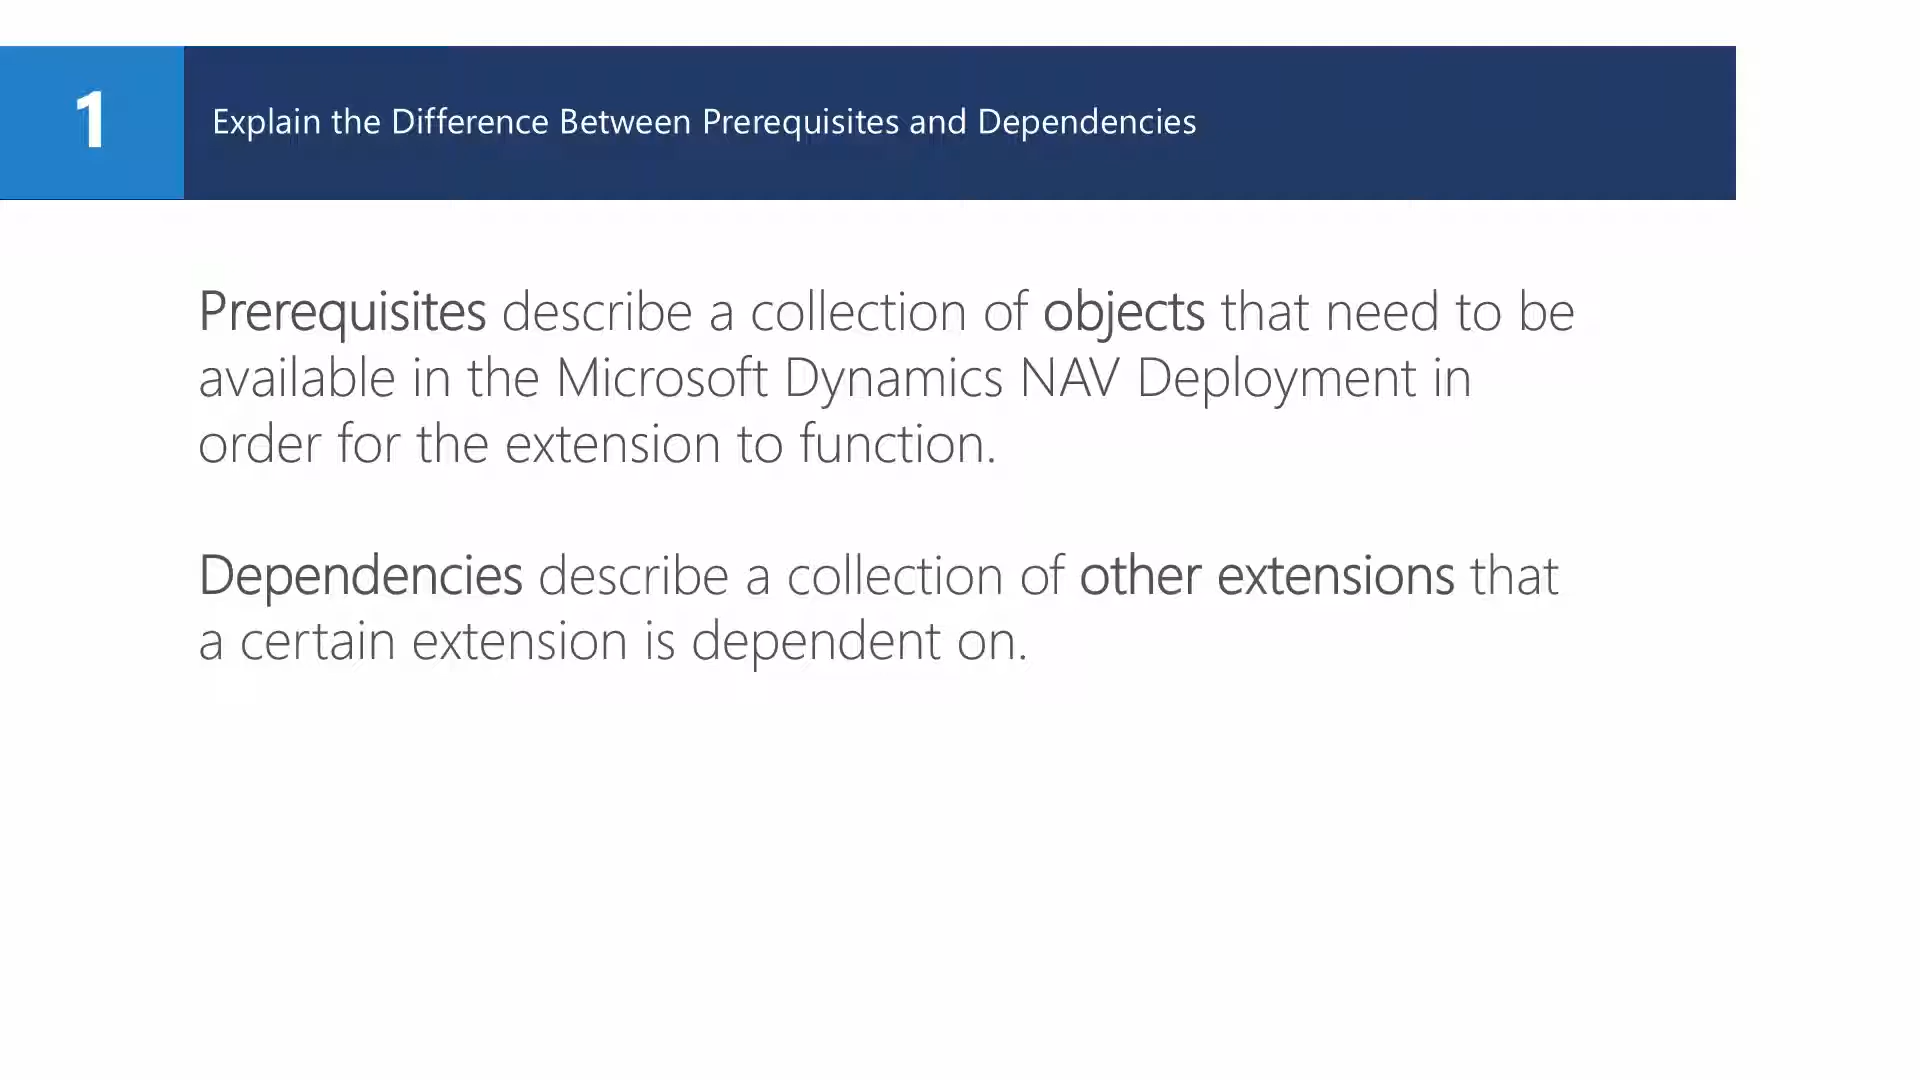 1
Explain the Difference Between Prerequisites and Dependencies
Prerequisites describe a collection of objects that need to be
available in the Microsoft Dynamics NAV Deployment in
order for the extension to function.
Dependencies describe a collection of other extensions that
a certain extension is dependent on.